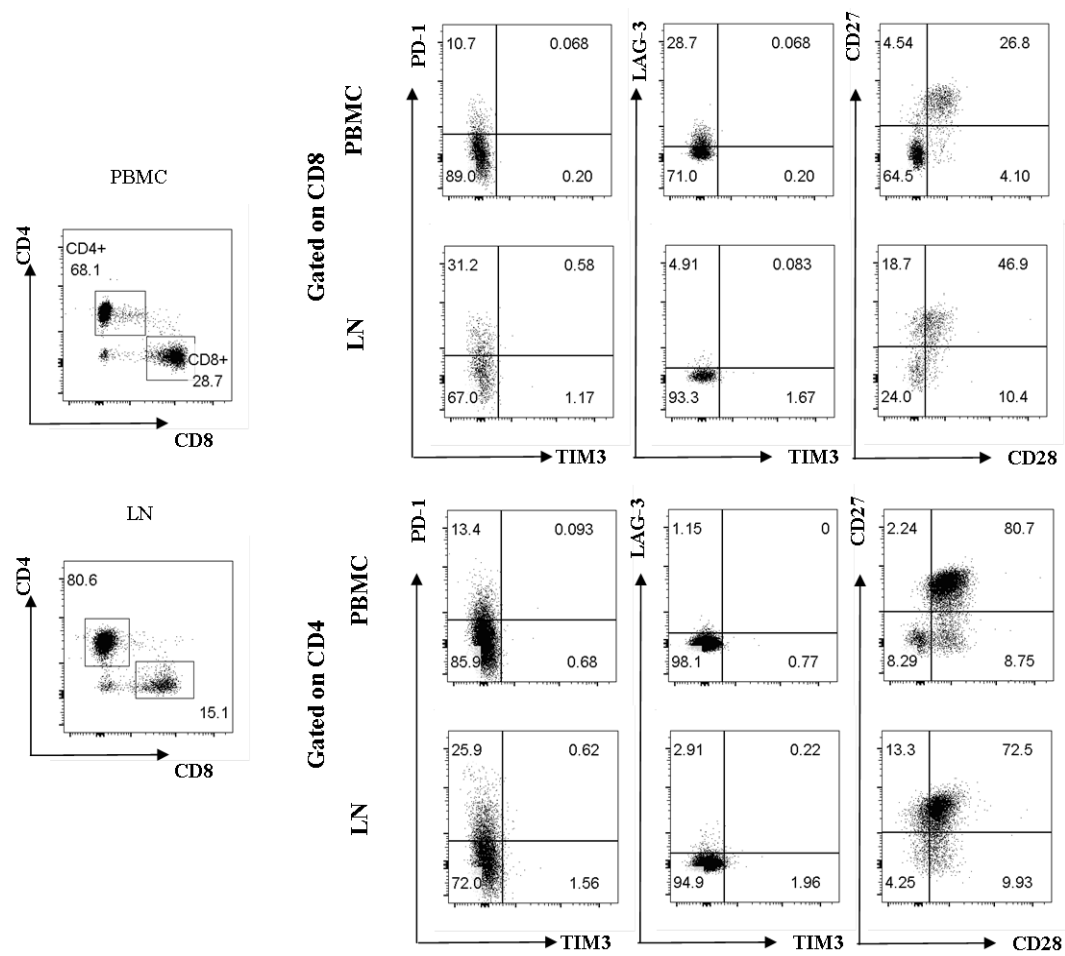 PBMC
CD4
CD4+
68.1
CD8+
28.7
CD8
LN
CD4
80.6
15.1
CD8
Gated on CD8
PBMC
PD-1
10.7 0.068
89.0 0.20
LAG-3
28.7 0.068
71.0 0.20
CD27
4.54 26.8
64.5 4.10
LN
31.2 0.58
67.0 1.17
TIM3
4.91 0.083
93.3 1.67
TIM3
18.7 46.9
24.0 10.4
CD28
Gated on CD4
PBMC
PD-1
13.4 0.093
85.9 0.68
LAG-3
1.15 0
98.1 0.77
CD27
2.24 80.7
8.29 8.75
LN
25.9 0.62
72.0 1.56
TIM3
2.91 0.22
94.9 1.96
TIM3
13.3 72.5
4.25 9.93
CD28